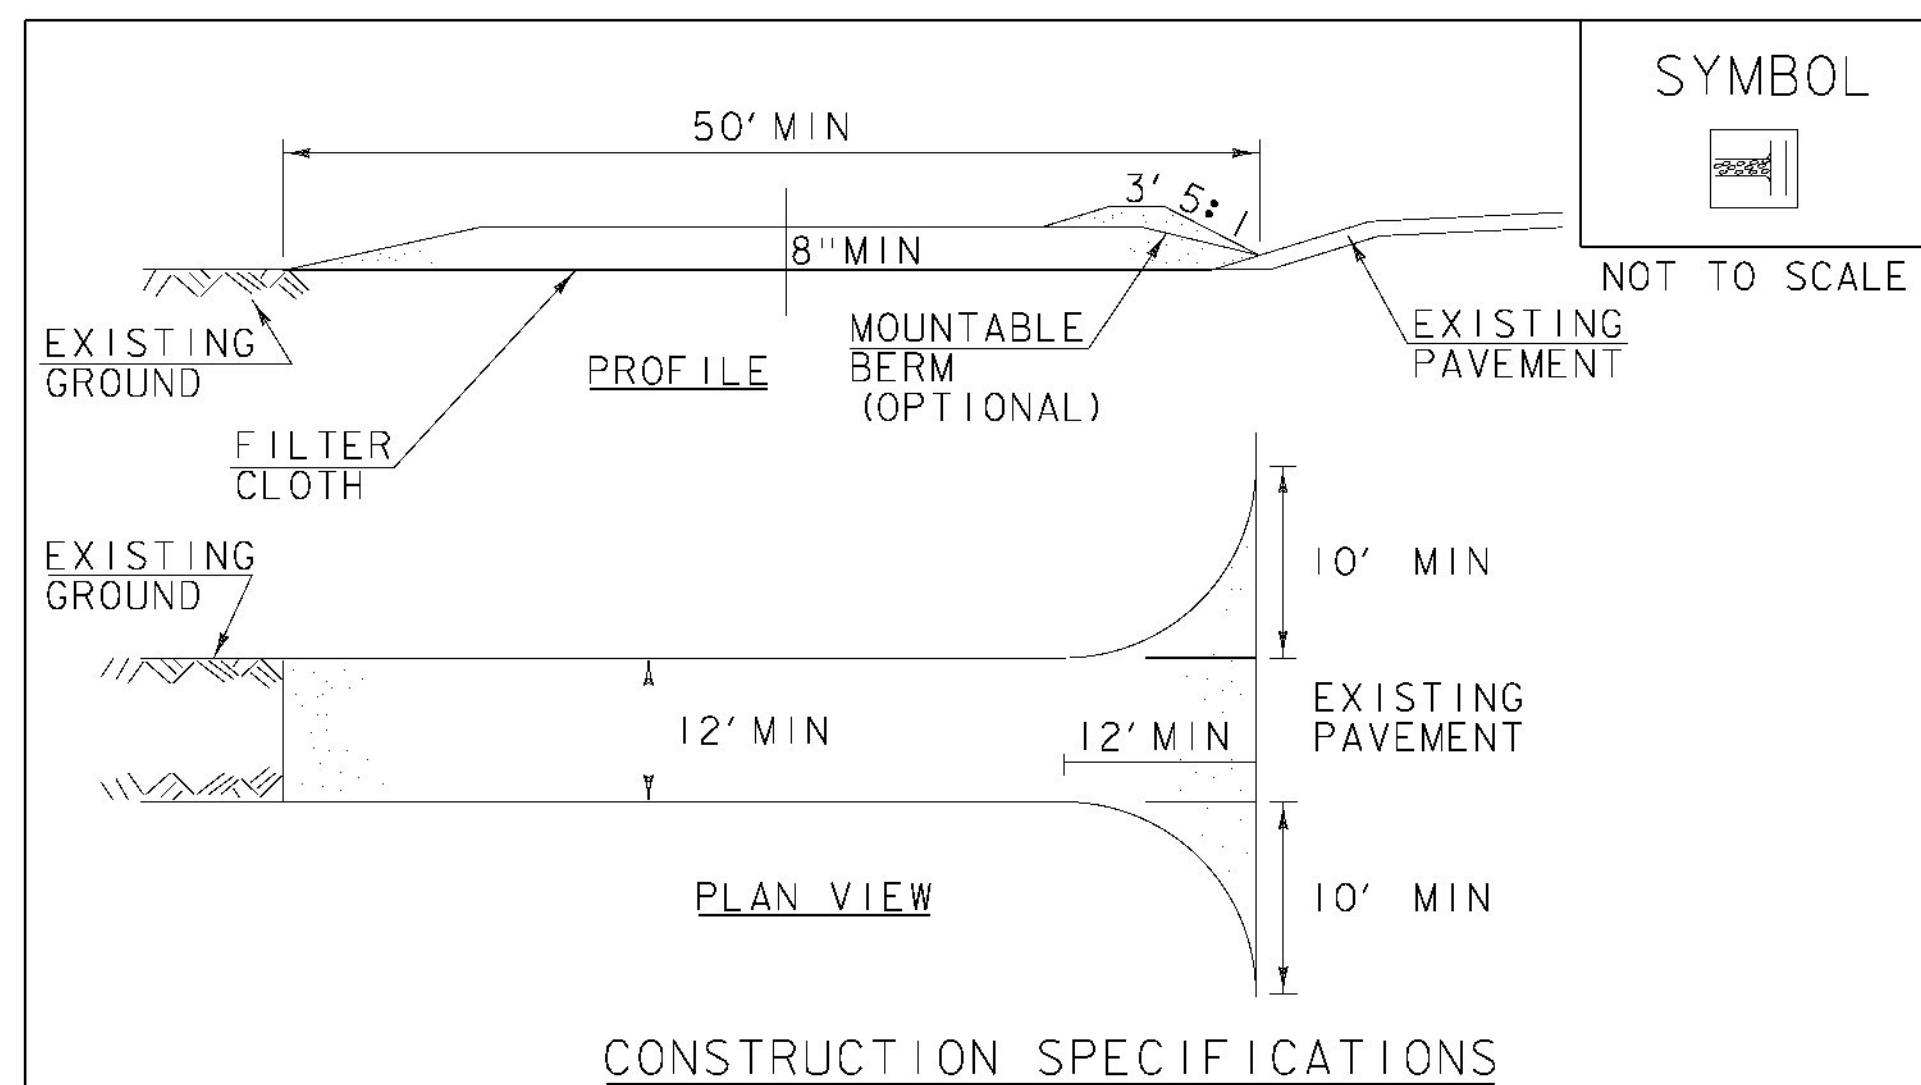 SYMBOL
NOT TO SCALE
50' MIN
3' 5:1
8" MIN
EXISTING
GROUND
PROFILE
MOUNTABLE
BERM
(OPTIONAL)
EXISTING
PAVEMENT
FILTER
CLOTH
EXISTING
GROUND
10' MIN
12' MIN
12' MIN
EXISTING
PAVEMENT
PLAN VIEW
10' MIN
CONSTRUCTION SPECIFICATIONS